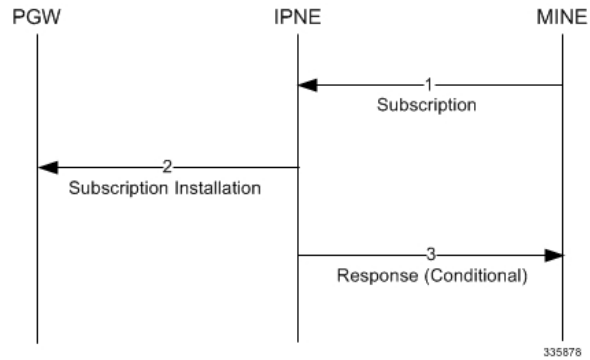 PGW IPNE MINE
1
Subscription
2
Subscription Installation
3
Response (Conditional)
335878